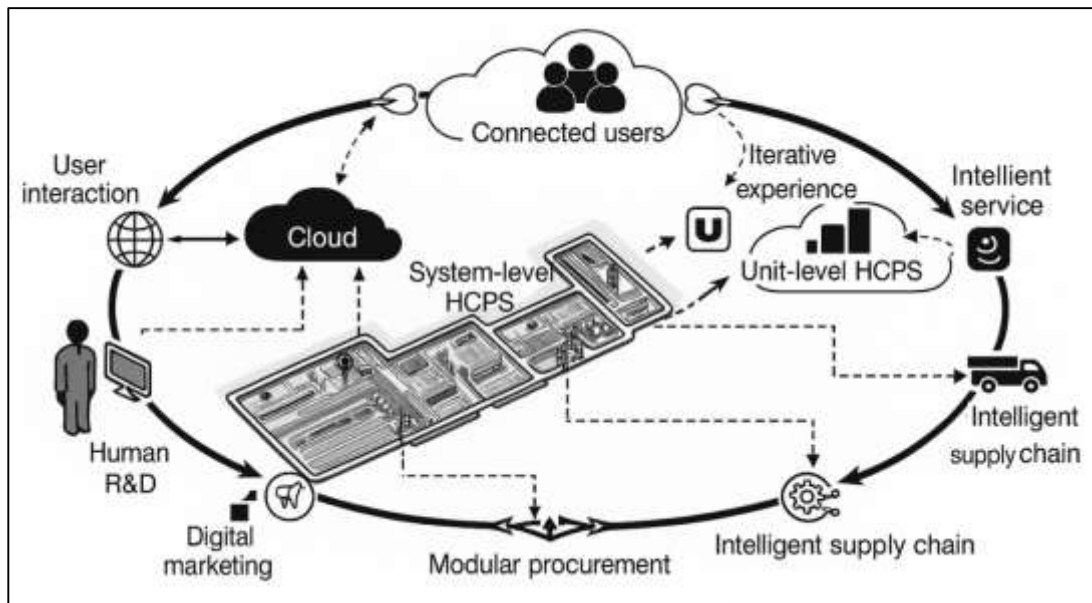 Connected users
User
interaction
Iterative
experience
Intellient
service
Cloud
System-level
HCPS
U
Unit-level HCPS
Human
R&D
Intelligent
supply chain
Digital
marketing
Modular procurement
Intelligent supply chain